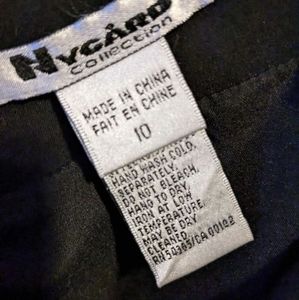 NYCARD
COLLECTION
MADE IN CHINA
FAIT EN CHINE
10
HAND WASH COLD.
SEPARATELY.
DO NOT BLEACH.
HANG TO DRY.
IRON AT LOW
TEMPERATURE.
MAY BE DRY
CLEANED.